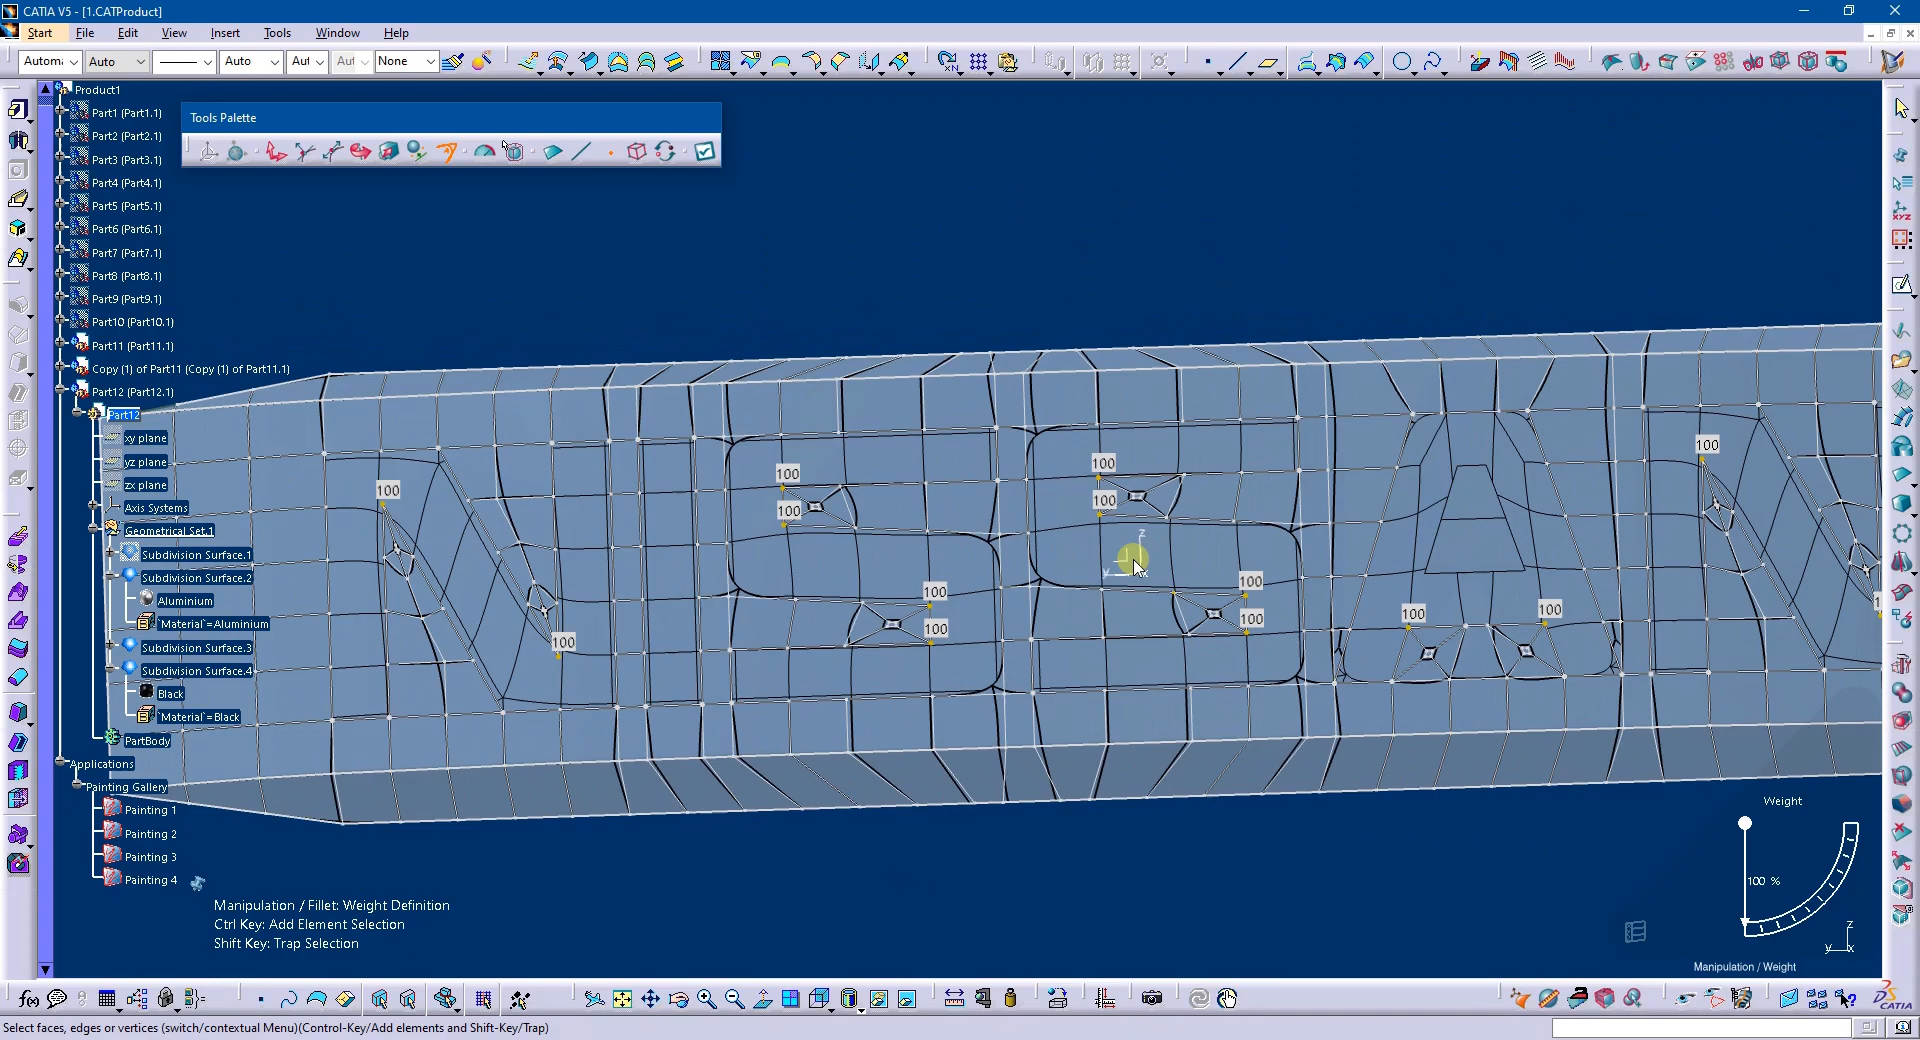 CATIA V5 - [1.CATProduct]
Start File Edit View Insert Tools Window Help
Autom Auto Auto Aut Aut None
Product1
Tools Palette
Part1 (Part1.1)
Part2 (Part2.1)
Part3 (Part3.1)
Part4 (Part4.1)
Part5 (Part5.1)
Part6 (Part6.1)
Part7 (Part7.1)
Part8 (Part8.1)
Part9 (Part9.1)
Part10 (Part10.1)
Part11 (Part11.1)
Copy (1) of Part11 (Copy (1) of Part11.1)
Part12 (Part12.1)
Part12
xy plane
yz plane
zx plane
Axis Systems
Geometrical Set.1
Subdivision Surface.1
Subdivision Surface.2
Aluminium
`Material`=Aluminium
Subdivision Surface.3
Subdivision Surface.4
Black
`Material`=Black
PartBody
Applications
Painting Gallery
Painting 1
Painting 2
Painting 3
Painting 4
100 100 100
100 100
100 100
z
y x
100 100
100 100
100 100
100
Manipulation / Fillet: Weight Definition
Ctrl Key: Add Element Selection
Shift Key: Trap Selection
Weight
100 %
z
y x
Manipulation / Weight
f(x)
CATIA
Select faces, edges or vertices (switch/contextual Menu)(Control-Key/Add elements and Shift-Key/Trap)